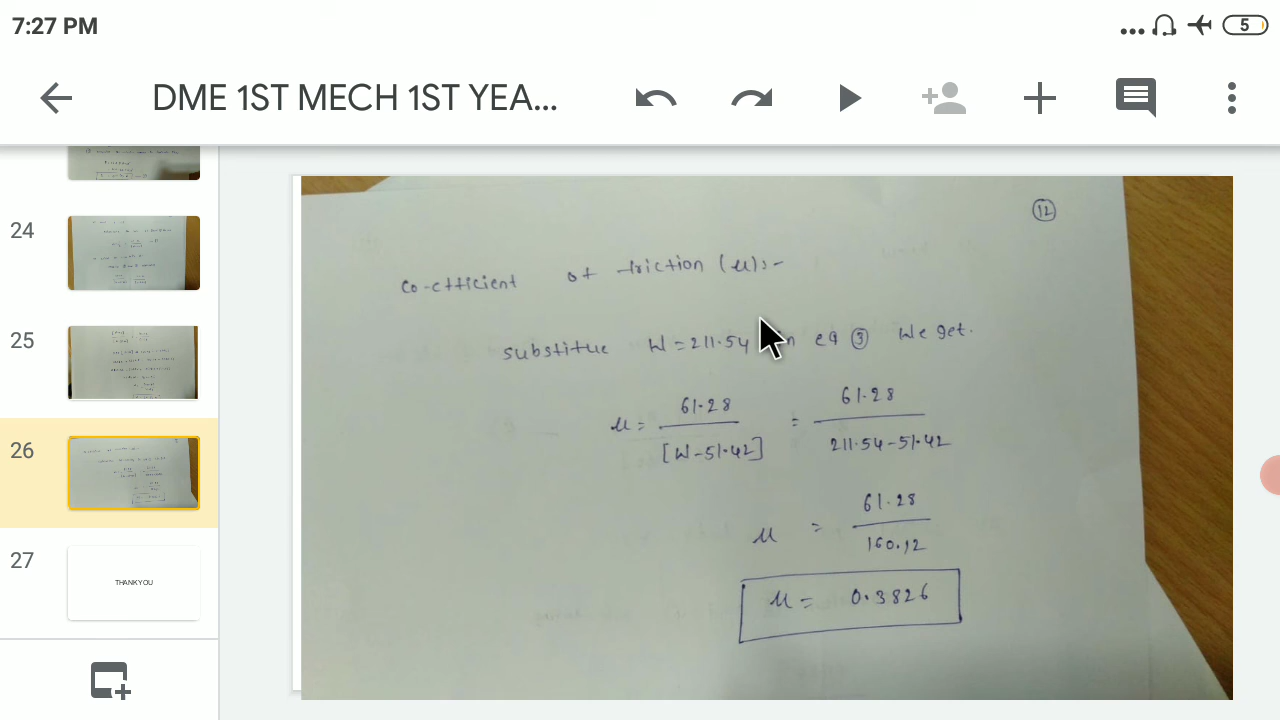 7:27 PM
5
DME 1ST MECH 1ST YEA...
24
25
26
27
THANKYOU
12
Co-efficient of friction (μ):-
substitue W = 211.54 in eq ③ We get.
μ = 61.28 / [W-51.42] = 61.28 / 211.54-51.42
μ = 61.28 / 160.12
μ = 0.3826